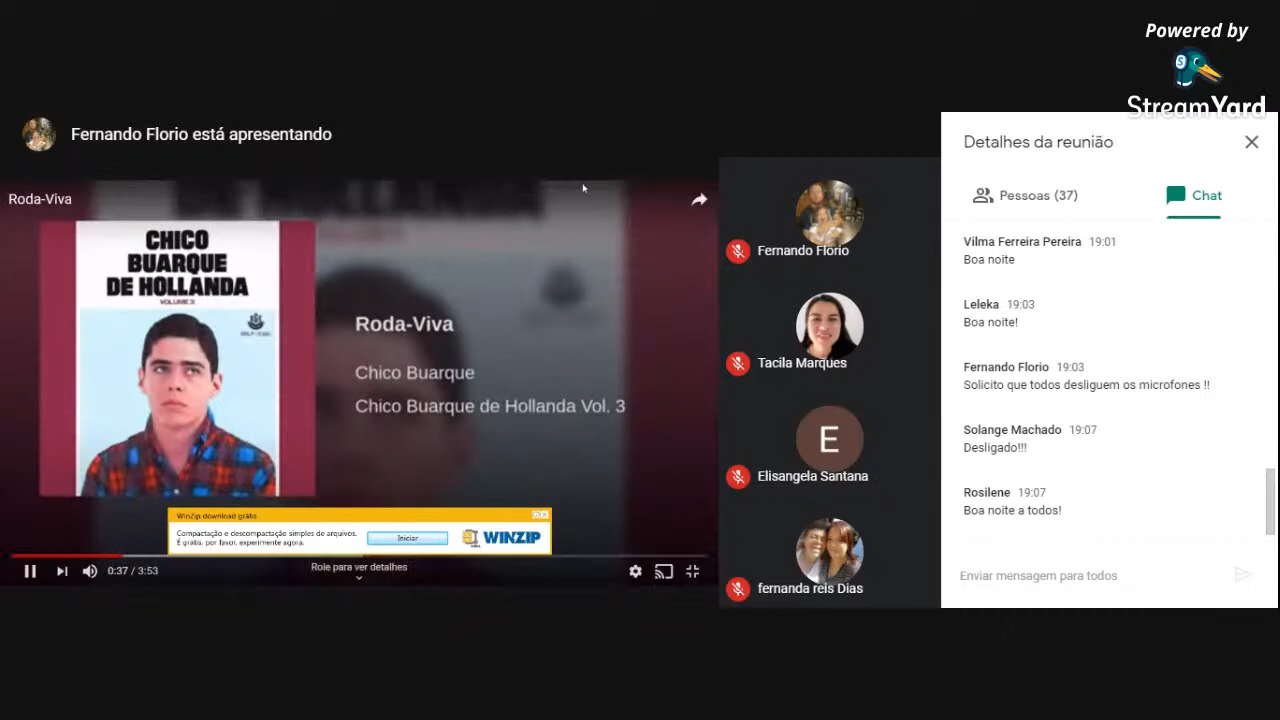 Powered by
StreamYard
Fernando Florio está apresentando
Roda-Viva
CHICO
BUARQUE
DE HOLLANDA
VOLUME 3
Roda-Viva
Chico Buarque
Chico Buarque de Hollanda Vol. 3
WinZip download grátis
Compactação e descompactação simples de arquivos.
É grátis, por favor, experimente agora.
Iniciar
WINZIP
0:37 / 3:53
Role para ver detalhes
Fernando Florio
Tacila Marques
E
Elisangela Santana
fernanda reis Dias
Detalhes da reunião
Pessoas (37)
Chat
Vilma Ferreira Pereira 19:01
Boa noite
Leleka 19:03
Boa noite!
Fernando Florio 19:03
Solicito que todos desliguem os microfones !!
Solange Machado 19:07
Desligado!!!
Rosilene 19:07
Boa noite a todos!
Enviar mensagem para todos